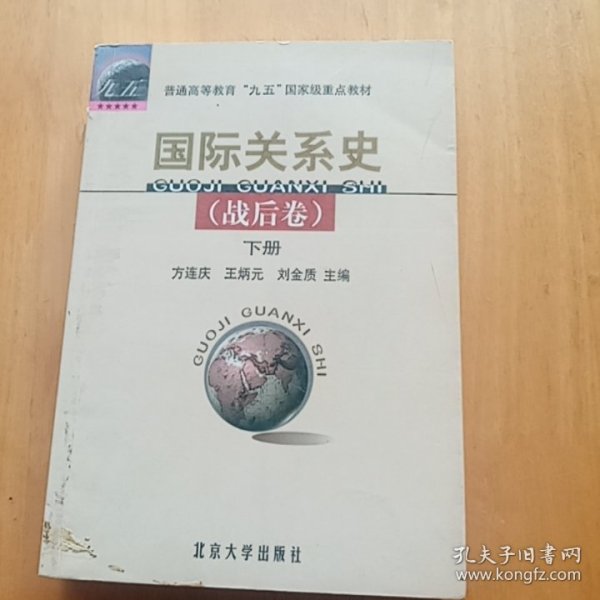 九五
★★★★★
普通高等教育“九五”国家级重点教材
国际关系史
GUOJI GUANXI SHI
（战后卷）
下册
方连庆 王炳元 刘金质 主编
GUOJI GUANXI SHI
北京大学出版社
孔夫子旧书网
www.kongfz.com